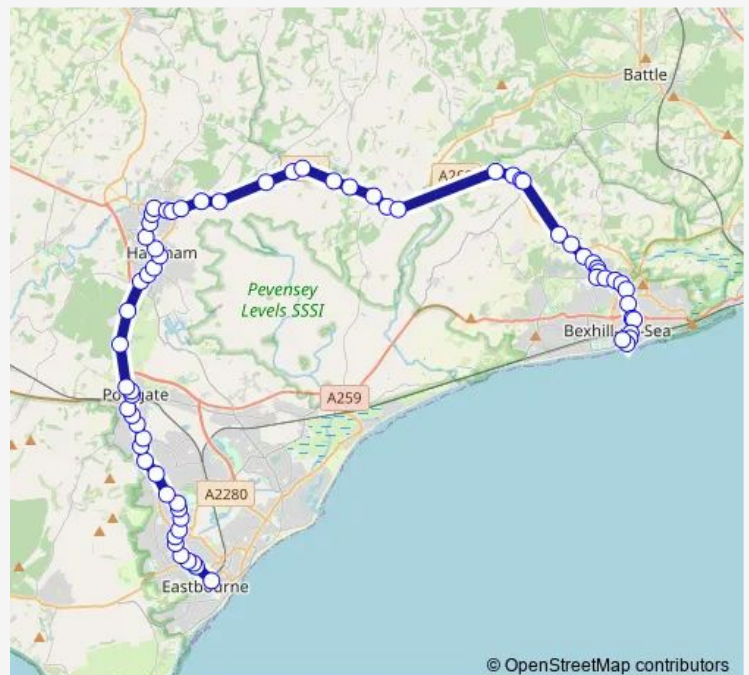 Battle
Pevensey
Levels SSSI
Bexhill
Sea
A259
A2280
Eastbourne
© OpenStreetMap contributors